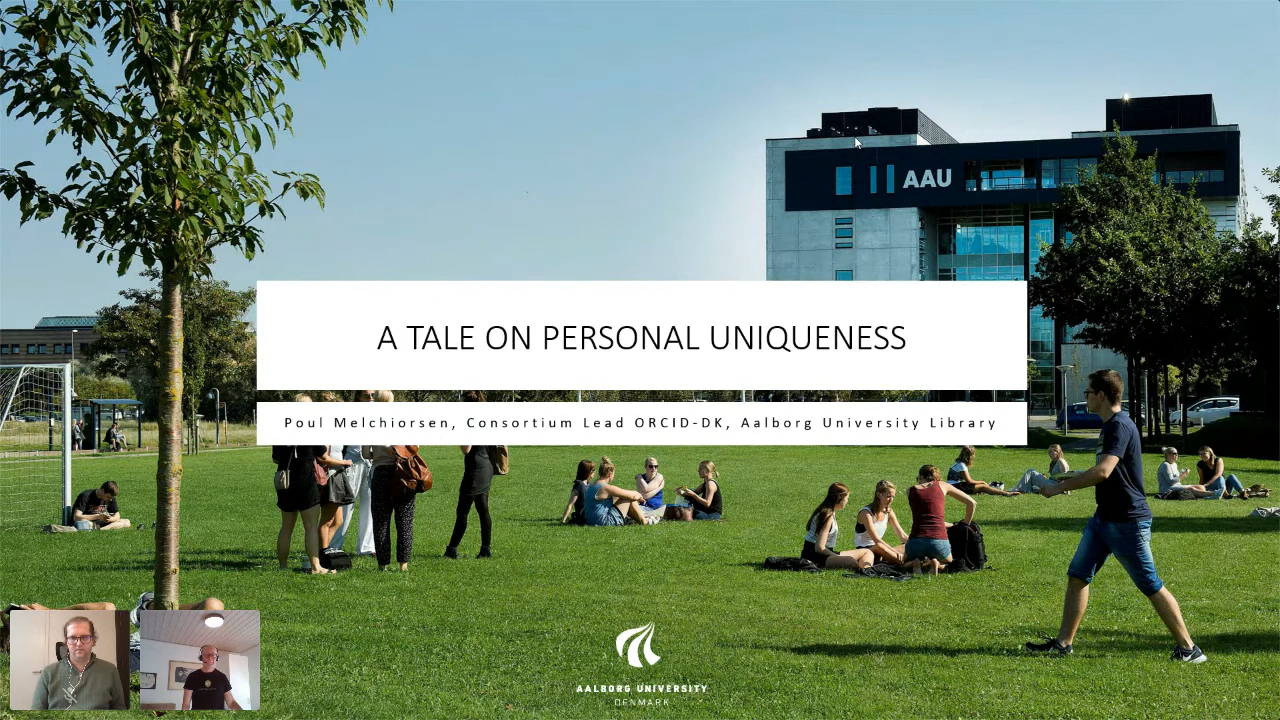 AAU
A TALE ON PERSONAL UNIQUENESS
Poul Melchiorsen, Consortium Lead ORCID-DK, Aalborg University Library
AALBORG UNIVERSITY
DENMARK